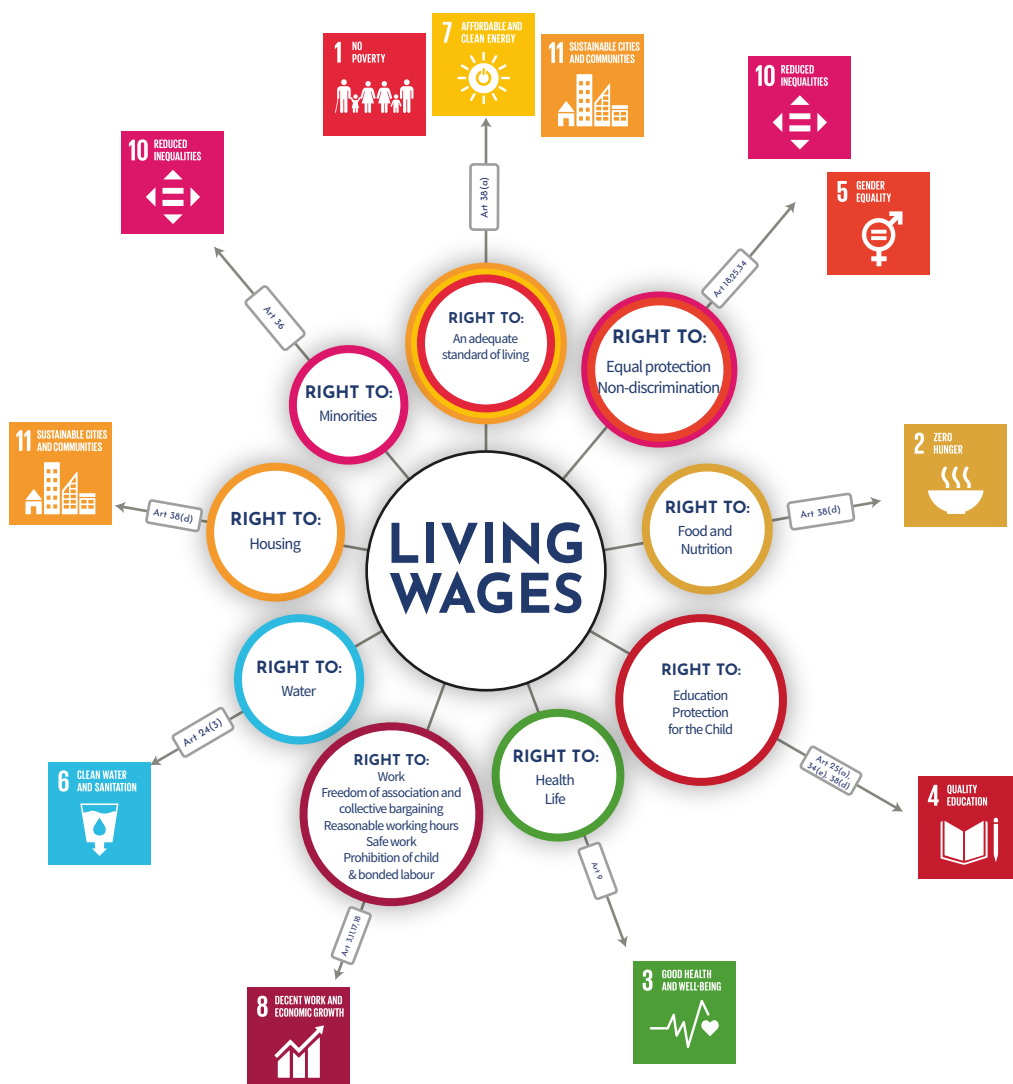 1 NO
POVERTY
7 AFFORDABLE AND
CLEAN ENERGY
11 SUSTAINABLE CITIES
AND COMMUNITIES
10 REDUCED
INEQUALITIES
5 GENDER
EQUALITY
10 REDUCED
INEQUALITIES
Art 38(a)
Art 18,25,34
Art 36
RIGHT TO:
An adequate
standard of living
RIGHT TO:
Equal protection
Non-discrimination
RIGHT TO:
Minorities
11 SUSTAINABLE CITIES
AND COMMUNITIES
Art 38(d)
RIGHT TO:
Housing
LIVING
WAGES
RIGHT TO:
Food and
Nutrition
Art 38(d)
2 ZERO
HUNGER
RIGHT TO:
Water
Art 24(3)
6 CLEAN WATER
AND SANITATION
RIGHT TO:
Education
Protection
for the Child
Art 25(a),
34(e), 38(d)
4 QUALITY
EDUCATION
RIGHT TO:
Work
Freedom of association and
collective bargaining
Reasonable working hours
Safe work
Prohibition of child
& bonded labour
Art 3,11,17,18
8 DECENT WORK AND
ECONOMIC GROWTH
RIGHT TO:
Health
Life
Art 9
3 GOOD HEALTH
AND WELL-BEING